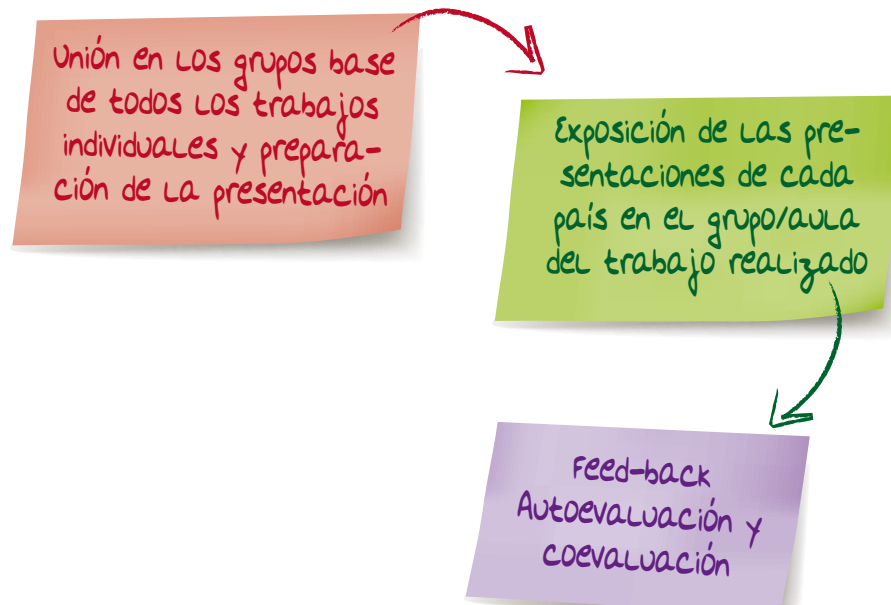 Unión en los grupos base
de todos los trabajos
individuales y prepara-
ción de la presentación
Exposición de las pre-
sentaciones de cada
país en el grupo/aula
del trabajo realizado
Feed-back
Autoevaluación y
coevaluación